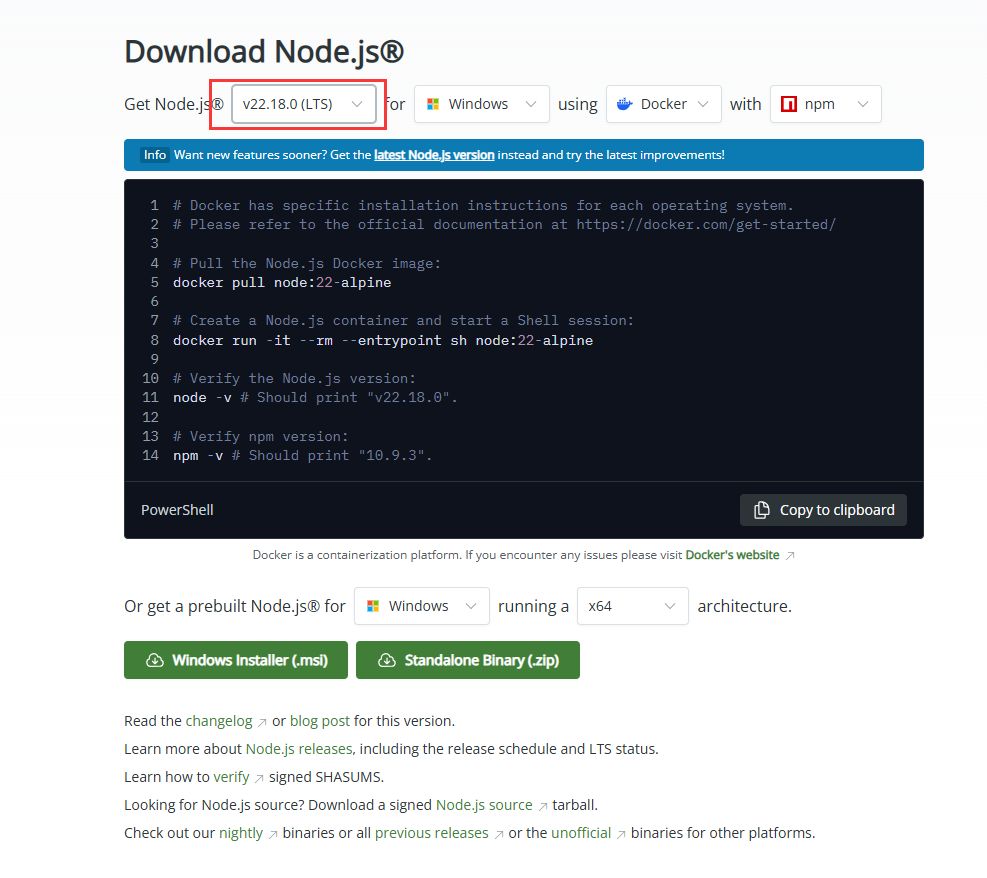 Download Node.js®
Get Node.js® v22.18.0 (LTS) for Windows using Docker with npm
Info Want new features sooner? Get the latest Node.js version instead and try the latest improvements!
1 # Docker has specific installation instructions for each operating system.
2 # Please refer to the official documentation at https://docker.com/get-started/
3
4 # Pull the Node.js Docker image:
5 docker pull node:22-alpine
6
7 # Create a Node.js container and start a Shell session:
8 docker run -it --rm --entrypoint sh node:22-alpine
9
10 # Verify the Node.js version:
11 node -v # Should print "v22.18.0".
12
13 # Verify npm version:
14 npm -v # Should print "10.9.3".
PowerShell Copy to clipboard
Docker is a containerization platform. If you encounter any issues please visit Docker's website
Or get a prebuilt Node.js® for Windows running a x64 architecture.
Windows Installer (.msi) Standalone Binary (.zip)
Read the changelog or blog post for this version.
Learn more about Node.js releases, including the release schedule and LTS status.
Learn how to verify signed SHASUMS.
Looking for Node.js source? Download a signed Node.js source tarball.
Check out our nightly binaries or all previous releases or the unofficial binaries for other platforms.